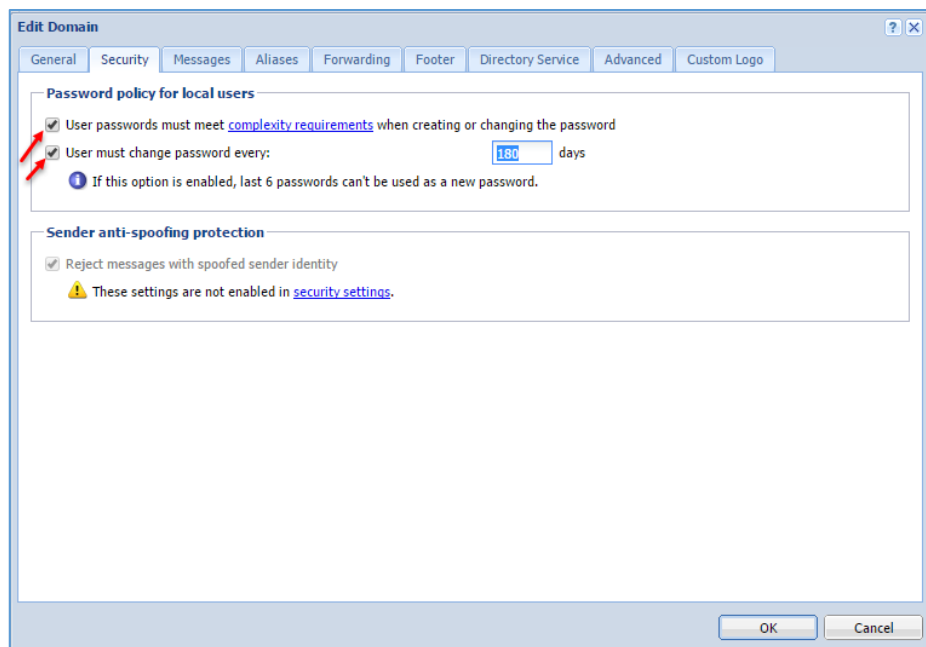 Edit Domain
General Security Messages Aliases Forwarding Footer Directory Service Advanced Custom Logo
Password policy for local users
User passwords must meet complexity requirements when creating or changing the password
User must change password every: 180 days
If this option is enabled, last 6 passwords can't be used as a new password.
Sender anti-spoofing protection
Reject messages with spoofed sender identity
These settings are not enabled in security settings.
OK Cancel